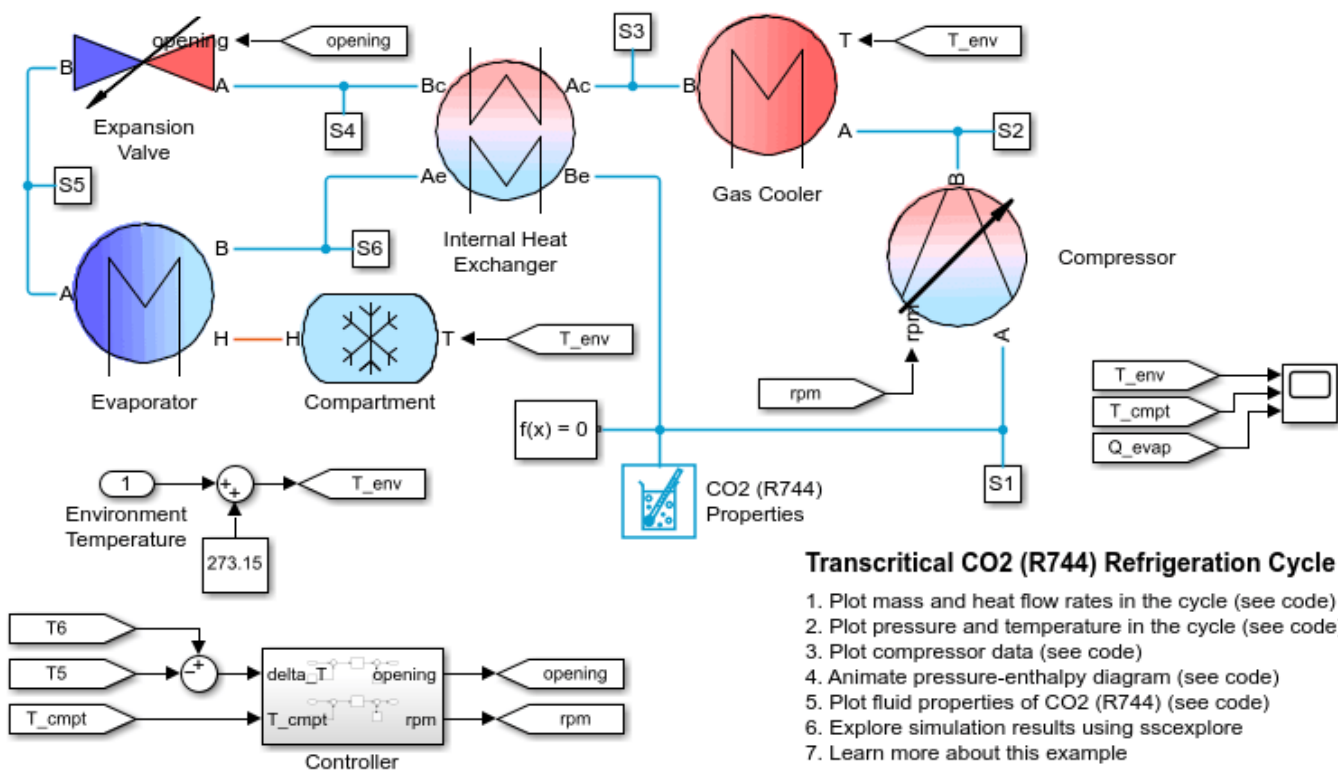 opening
opening
B
A
Expansion
Valve
S4
S5
Bc
Ac
Ae
Be
Internal Heat
Exchanger
S3
B
T
T_env
A
Gas Cooler
S2
B
rpm
A
Compressor
rpm
S1
A
B
H
Evaporator
S6
H
T
T_env
Compartment
f(x) = 0
CO2 (R744)
Properties
T_env
T_cmpt
Q_evap
1
Environment
Temperature
+
+
273.15
T_env
T6
T5
T_cmpt
+
−
delta_T
opening
T_cmpt
rpm
Controller
opening
rpm
Transcritical CO2 (R744) Refrigeration Cycle
1. Plot mass and heat flow rates in the cycle (see code)
2. Plot pressure and temperature in the cycle (see code
3. Plot compressor data (see code)
4. Animate pressure-enthalpy diagram (see code)
5. Plot fluid properties of CO2 (R744) (see code)
6. Explore simulation results using sscexplore
7. Learn more about this example